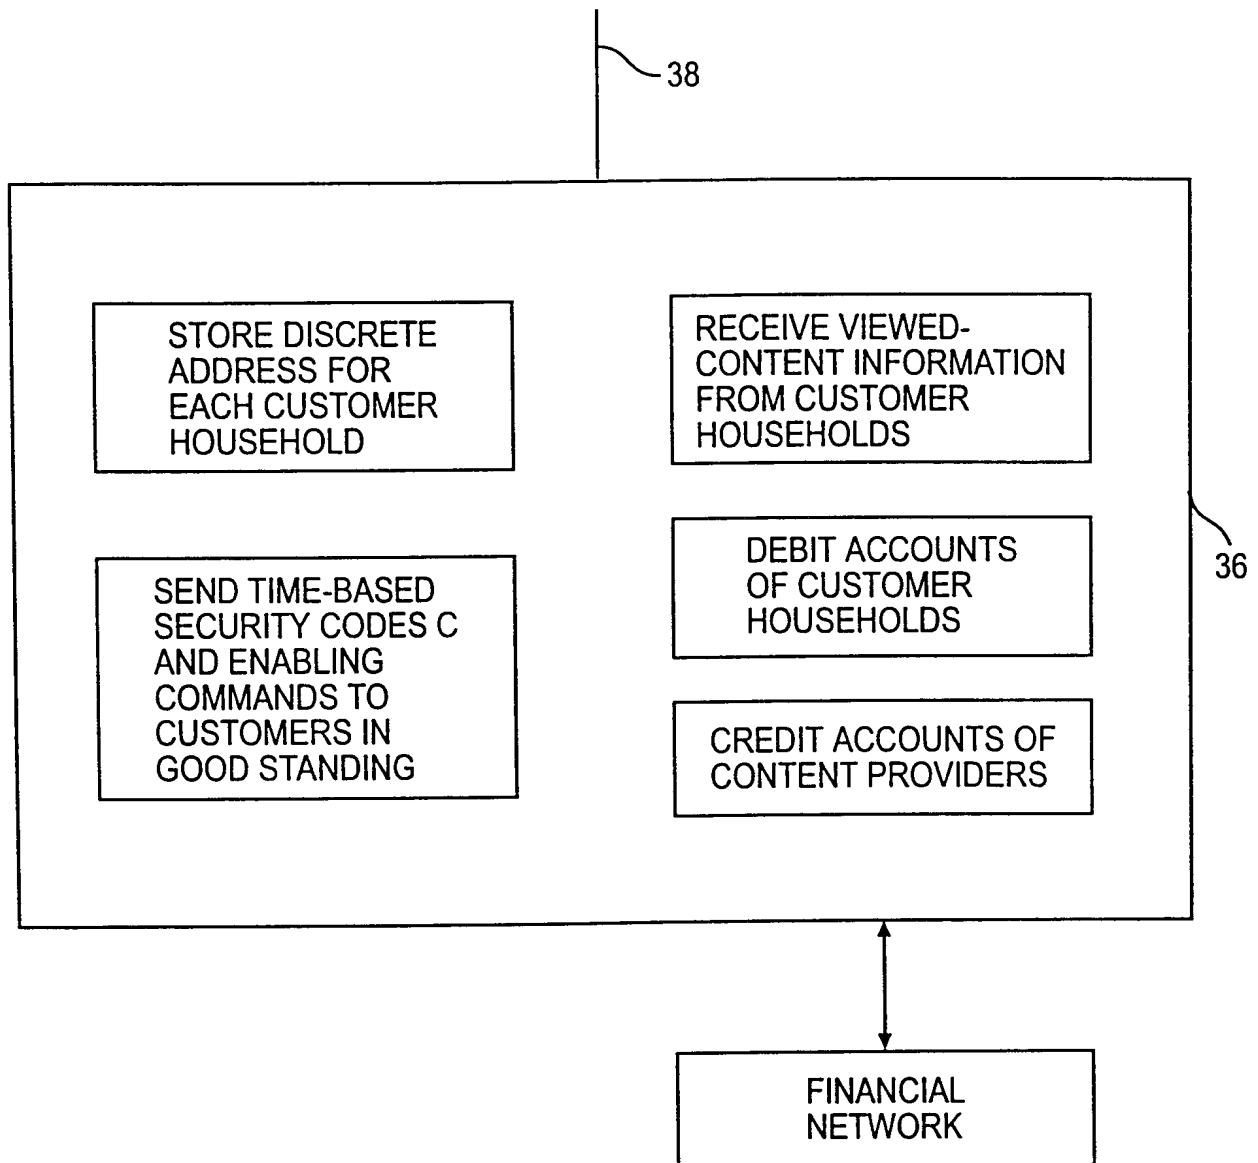 38
STORE DISCRETE
ADDRESS FOR
EACH CUSTOMER
HOUSEHOLD
SEND TIME-BASED
SECURITY CODES C
AND ENABLING
COMMANDS TO
CUSTOMERS IN
GOOD STANDING
RECEIVE VIEWED-
CONTENT INFORMATION
FROM CUSTOMER
HOUSEHOLDS
DEBIT ACCOUNTS
OF CUSTOMER
HOUSEHOLDS
CREDIT ACCOUNTS OF
CONTENT PROVIDERS
36
FINANCIAL
NETWORK